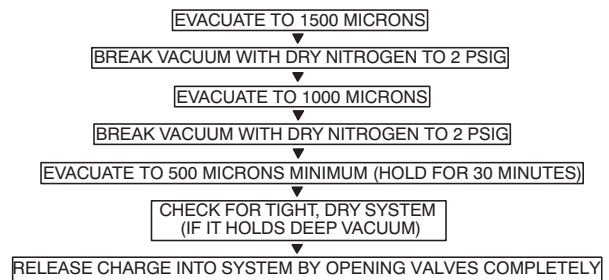 EVACUATE TO 1500 MICRONS
BREAK VACUUM WITH DRY NITROGEN TO 2 PSIG
EVACUATE TO 1000 MICRONS
BREAK VACUUM WITH DRY NITROGEN TO 2 PSIG
EVACUATE TO 500 MICRONS MINIMUM (HOLD FOR 30 MINUTES)
CHECK FOR TIGHT, DRY SYSTEM
(IF IT HOLDS DEEP VACUUM)
RELEASE CHARGE INTO SYSTEM BY OPENING VALVES COMPLETELY